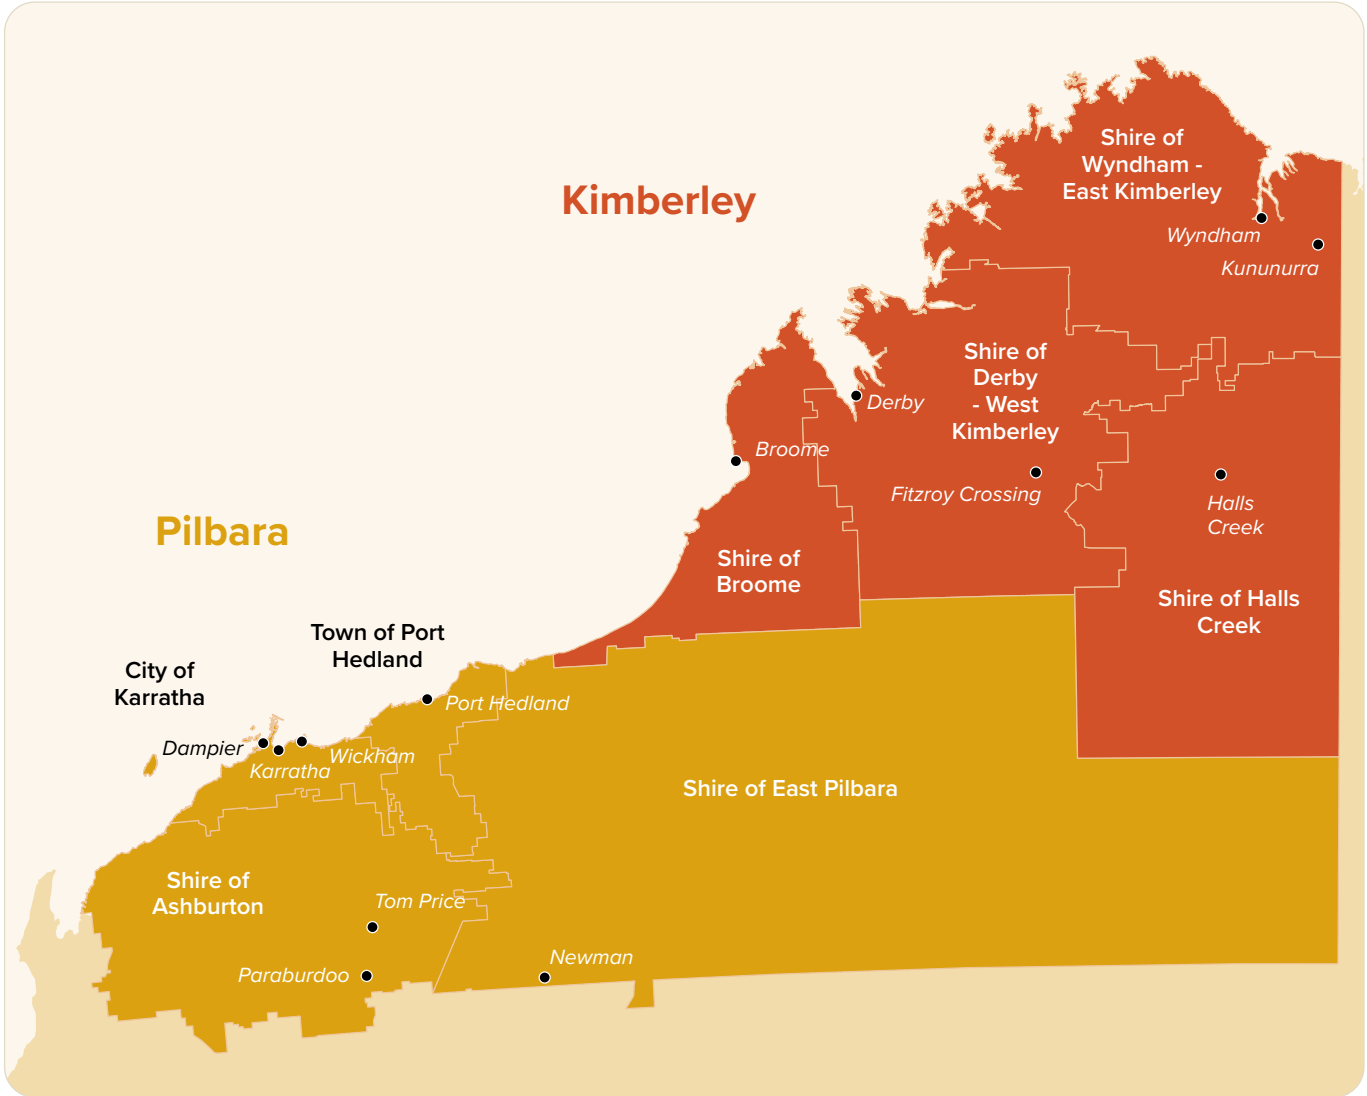 Shire of
Wyndham -
East Kimberley
Kimberley
Wyndham
Kununurra
Shire of
Derby
- West
Kimberley
Derby
Broome
Fitzroy Crossing
Halls
Creek
Pilbara
Shire of
Broome
Shire of Halls
Creek
Town of Port
Hedland
City of
Karratha
Port Hedland
Dampier
Wickham
Karratha
Shire of East Pilbara
Shire of
Ashburton
Tom Price
Newman
Paraburdoo